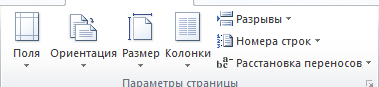 Поля Ориентация Размер Колонки
Разрывы
Номера строк
Расстановка переносов
Параметры страницы